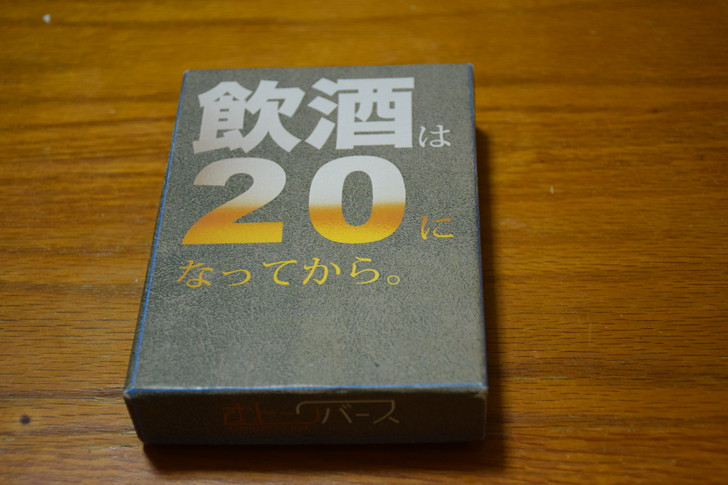 飲酒は
20に
なってから。
バース